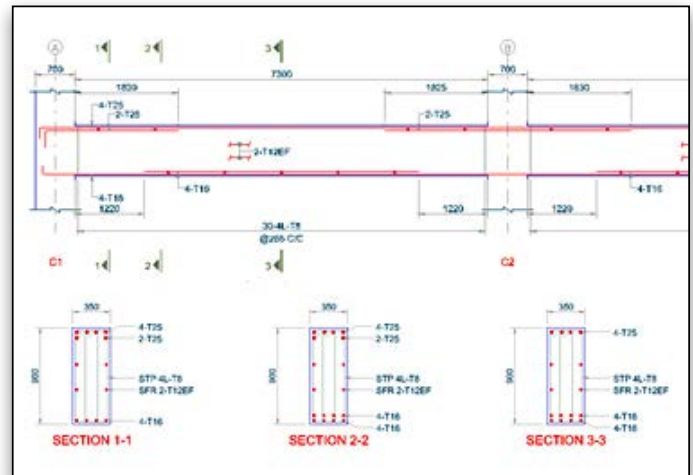 A 1 2 3 B
700 7300 700
1829 1825 1830
4-T25
2-T25 2-T25
2-T12EF
4-T16 4-T16 4-T16
1220 1220 1220
30-4L-T8
C/C
C1 1 2 3 C2
350 350 350
4-T25 4-T25 4-T25
2-T25 2-T25
900 STP 4L-T8 900 STP 4L-T8 900 STP 4L-T8
SFR 2-T12EF SFR 2-T12EF SFR 2-T12EF
4-T16 4-T16
4-T16 4-T16 4-T16
SECTION 1-1 SECTION 2-2 SECTION 3-3